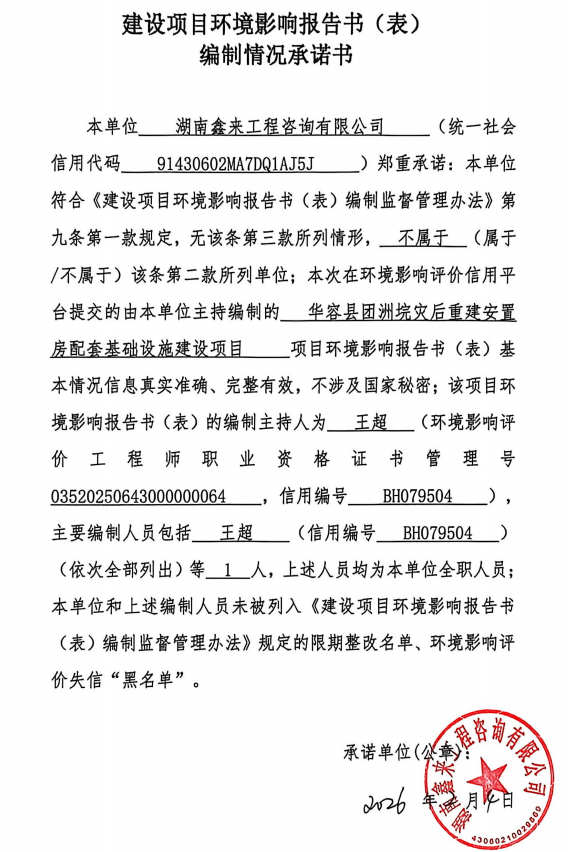 建设项目环境影响报告书（表）
编制情况承诺书
本单位 湖南鑫来工程咨询有限公司 （统一社会
信用代码 91430602MA7DQ1AJ5J ）郑重承诺：本单位
符合《建设项目环境影响报告书（表）编制监督管理办法》第
九条第一款规定，无该条第三款所列情形， 不属于 （属于
/不属于）该条第二款所列单位；本次在环境影响评价信用平
台提交的由本单位主持编制的 华容县团洲垸灾后重建安置
房配套基础设施建设项目 项目环境影响报告书（表）基
本情况信息真实准确、完整有效，不涉及国家秘密；该项目环
境影响报告书（表）的编制主持人为 王超 （环境影响评
价工程师职业资格证书管理号
03520250643000000064 ，信用编号 BH079504 ），
主要编制人员包括 王超 （信用编号 BH079504 ）
（依次全部列出）等 1 人，上述人员均为本单位全职人员；
本单位和上述编制人员未被列入《建设项目环境影响报告书
（表）编制监督管理办法》规定的限期整改名单、环境影响评
价失信“黑名单”。
承诺单位(公章)：
2026 年 月 4 日
湖南鑫来工程咨询有限公司
43060210029660